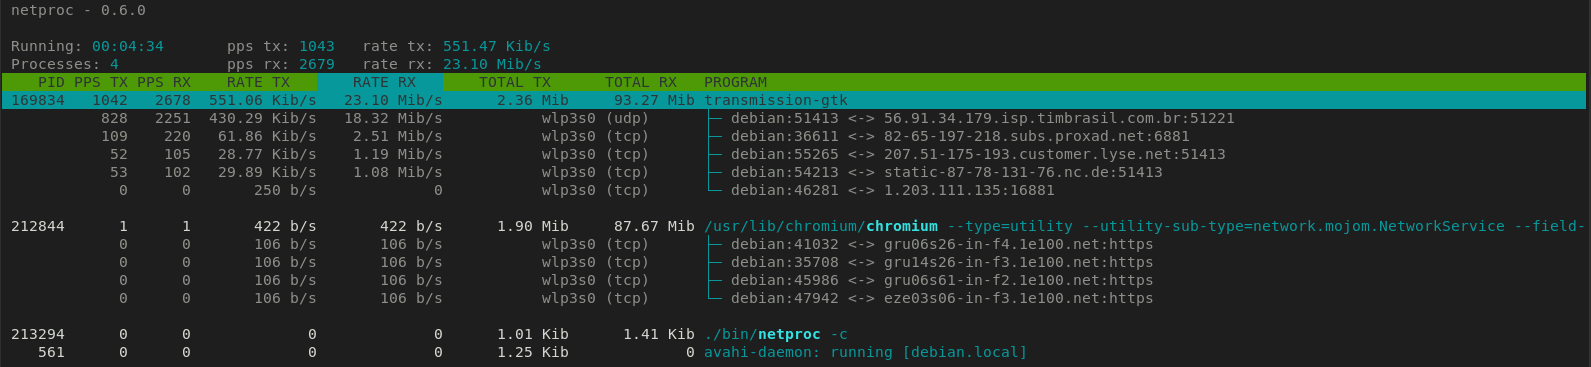 netproc - 0.6.0
Running: 00:04:34 pps tx: 1043 rate tx: 551.47 Kib/s
Processes: 4 pps rx: 2679 rate rx: 23.10 Mib/s
PID PPS TX PPS RX RATE TX RATE RX TOTAL TX TOTAL RX PROGRAM
169834 1042 2678 551.06 Kib/s 23.10 Mib/s 2.36 Mib 93.27 Mib transmission-gtk
828 2251 430.29 Kib/s 18.32 Mib/s wlp3s0 (udp) ├─ debian:51413 <-> 56.91.34.179.isp.timbrasil.com.br:51221
109 220 61.86 Kib/s 2.51 Mib/s wlp3s0 (tcp) ├─ debian:36611 <-> 82-65-197-218.subs.proxad.net:6881
52 105 28.77 Kib/s 1.19 Mib/s wlp3s0 (tcp) ├─ debian:55265 <-> 207.51-175-193.customer.lyse.net:51413
53 102 29.89 Kib/s 1.08 Mib/s wlp3s0 (tcp) ├─ debian:54213 <-> static-87-78-131-76.nc.de:51413
0 0 250 b/s 0 wlp3s0 (tcp) └─ debian:46281 <-> 1.203.111.135:16881
212844 1 1 422 b/s 422 b/s 1.90 Mib 87.67 Mib /usr/lib/chromium/chromium --type=utility --utility-sub-type=network.mojom.NetworkService --field-
0 0 106 b/s 106 b/s wlp3s0 (tcp) ├─ debian:41032 <-> gru06s26-in-f4.1e100.net:https
0 0 106 b/s 106 b/s wlp3s0 (tcp) ├─ debian:35708 <-> gru14s26-in-f3.1e100.net:https
0 0 106 b/s 106 b/s wlp3s0 (tcp) ├─ debian:45986 <-> gru06s61-in-f2.1e100.net:https
0 0 106 b/s 106 b/s wlp3s0 (tcp) └─ debian:47942 <-> eze03s06-in-f3.1e100.net:https
213294 0 0 0 0 1.01 Kib 1.41 Kib ./bin/netproc -c
561 0 0 0 0 1.25 Kib 0 avahi-daemon: running [debian.local]